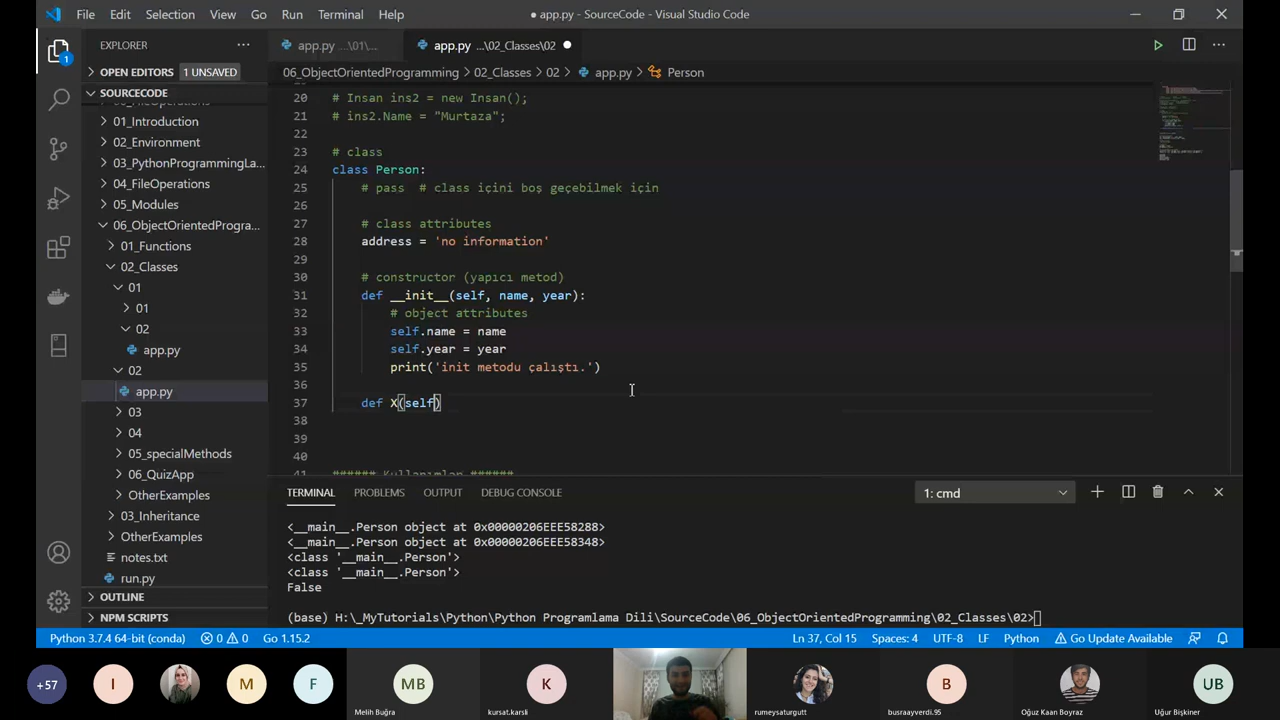 File Edit Selection View Go Run Terminal Help
● app.py - SourceCode - Visual Studio Code
EXPLORER
app.py ...\01\...
app.py ...\02_Classes\02
OPEN EDITORS 1 UNSAVED
SOURCECODE
01_Introduction
02_Environment
03_PythonProgrammingLa...
04_FileOperations
05_Modules
06_ObjectOrientedProgra...
01_Functions
02_Classes
01
01
02
app.py
02
app.py
03
04
05_specialMethods
06_QuizApp
OtherExamples
03_Inheritance
OtherExamples
notes.txt
run.py
OUTLINE
NPM SCRIPTS
06_ObjectOrientedProgramming > 02_Classes > 02 > app.py > Person
20 # Insan ins2 = new Insan();
21 # ins2.Name = "Murtaza";
22
23 # class
24 class Person:
25 # pass # class içini boş geçebilmek için
26
27 # class attributes
28 address = 'no information'
29
30 # constructor (yapıcı metod)
31 def __init__(self, name, year):
32 # object attributes
33 self.name = name
34 self.year = year
35 print('init metodu çalıştı.')
36
37 def X(self)
38
39
40
TERMINAL PROBLEMS OUTPUT DEBUG CONSOLE
1: cmd
<__main__.Person object at 0x00000206EEE58288>
<__main__.Person object at 0x00000206EEE58348>
<class '__main__.Person'>
<class '__main__.Person'>
False
(base) H:\_MyTutorials\Python\Python Programlama Dili\SourceCode\06_ObjectOrientedProgramming\02_Classes\02>
Python 3.7.4 64-bit (conda) 0 0 Go 1.15.2
Ln 37, Col 15 Spaces: 4 UTF-8 LF Python Go Update Available
+57 I M F MB K B UB
Melih Buğra kursat.karsli rumeysaturgutt busraayverdi.95 Oğuz Kaan Boyraz Uğur Bişkiner